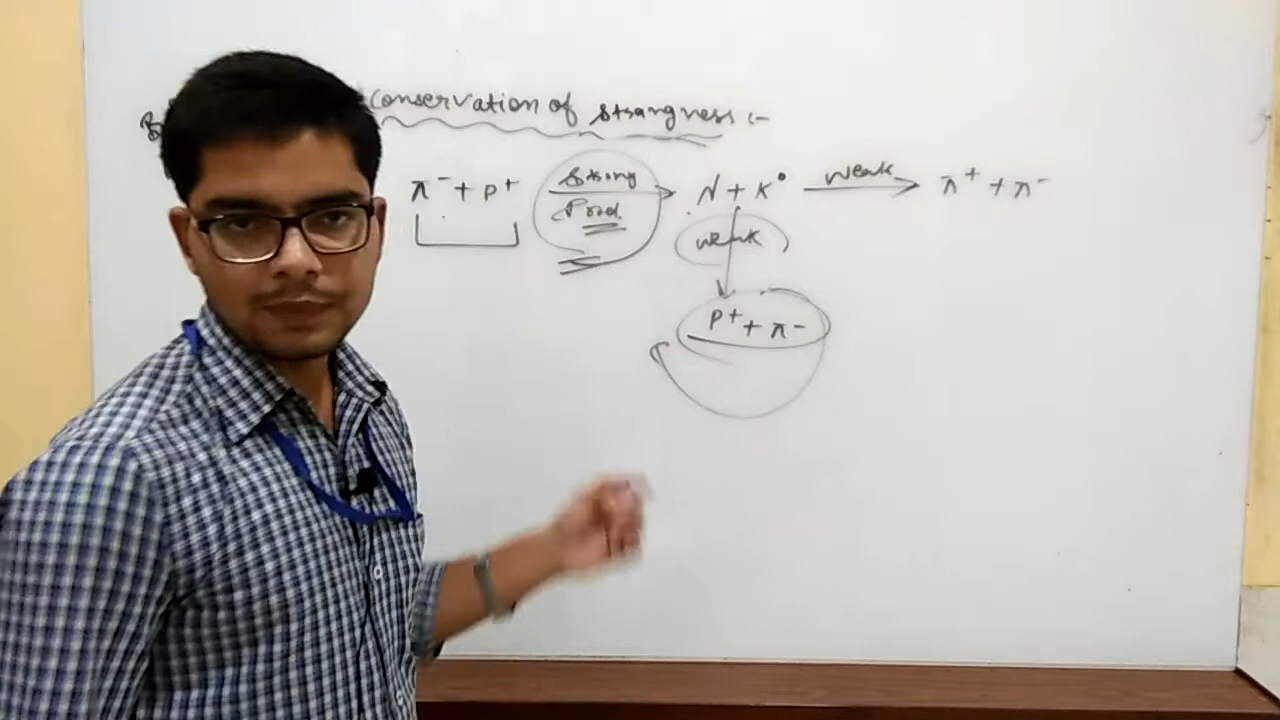 Conservation of Strangness :-
π⁻ + p⁺ Strong Prod. → Λ + K° weak → π⁺ + π⁻
weak
p⁺ + π⁻